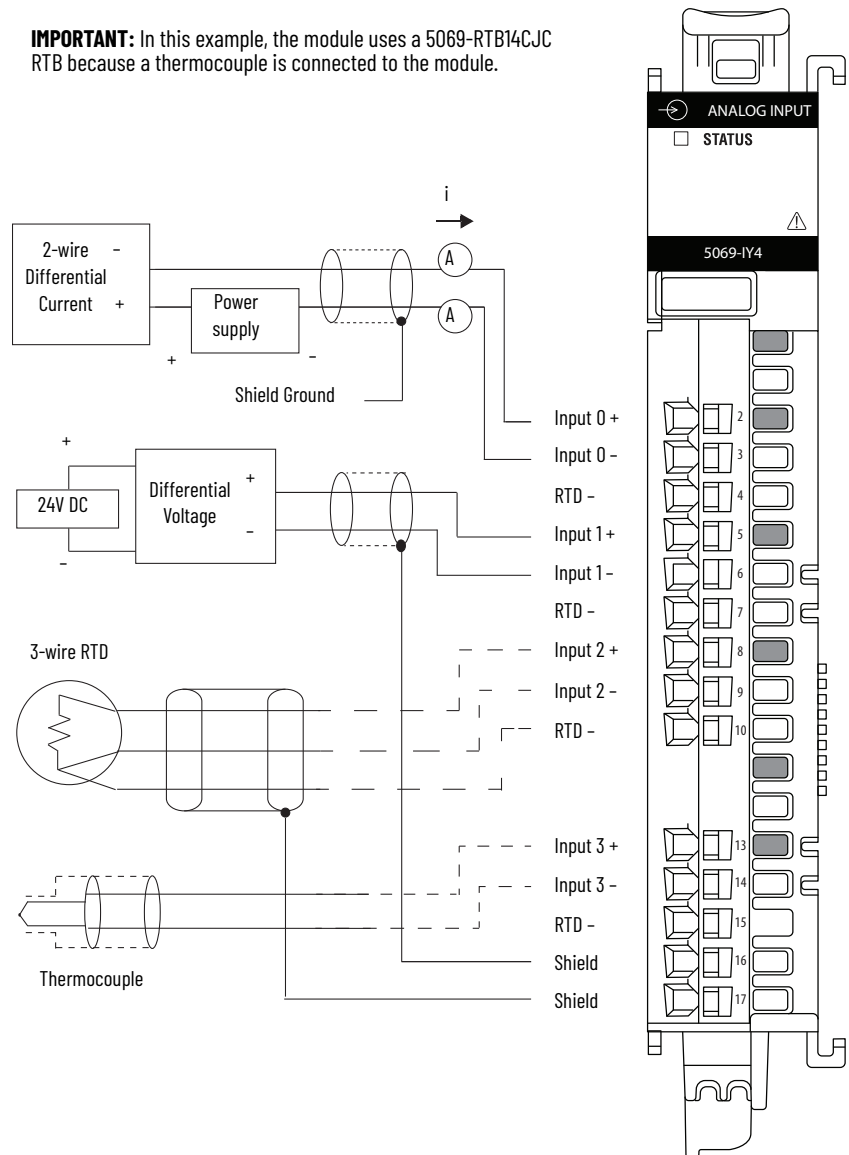 IMPORTANT: In this example, the module uses a 5069-RTB14CJC
RTB because a thermocouple is connected to the module.
ANALOG INPUT
STATUS
5069-IY4
i
A
A
2-wire
Differential
Current
–
+
Power
supply
+
–
Shield Ground
+
24V DC
–
Differential
Voltage
+
–
3-wire RTD
Thermocouple
Input 0 +
Input 0 –
RTD –
Input 1 +
Input 1 –
RTD –
Input 2 +
Input 2 –
RTD –
Input 3 +
Input 3 –
RTD –
Shield
Shield
2
3
4
5
6
7
8
9
10
13
14
15
16
17